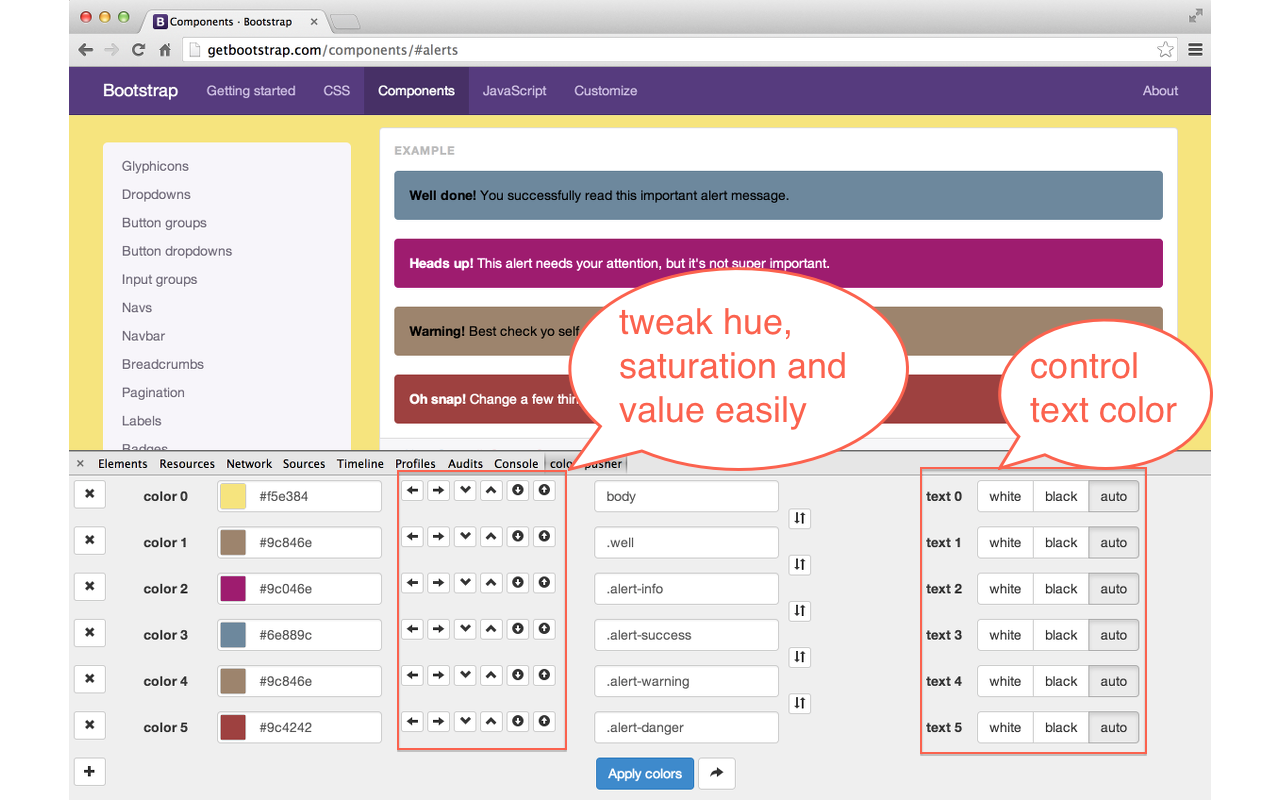 Components · Bootstrap
getbootstrap.com/components/#alerts
Bootstrap Getting started CSS Components JavaScript Customize About
Glyphicons
Dropdowns
Button groups
Button dropdowns
Input groups
Navs
Navbar
Breadcrumbs
Pagination
Labels
Badges
EXAMPLE
Well done! You successfully read this important alert message.
Heads up! This alert needs your attention, but it's not super important.
Warning! Best check yo self
Oh snap! Change a few
tweak hue,
saturation and
value easily
control
text color
Elements Resources Network Sources Timeline Profiles Audits Console
color 0 #f5e384 body text 0 white black auto
color 1 #9c846e .well text 1 white black auto
color 2 #9c046e .alert-info text 2 white black auto
color 3 #6e889c .alert-success text 3 white black auto
color 4 #9c846e .alert-warning text 4 white black auto
color 5 #9c4242 .alert-danger text 5 white black auto
Apply colors